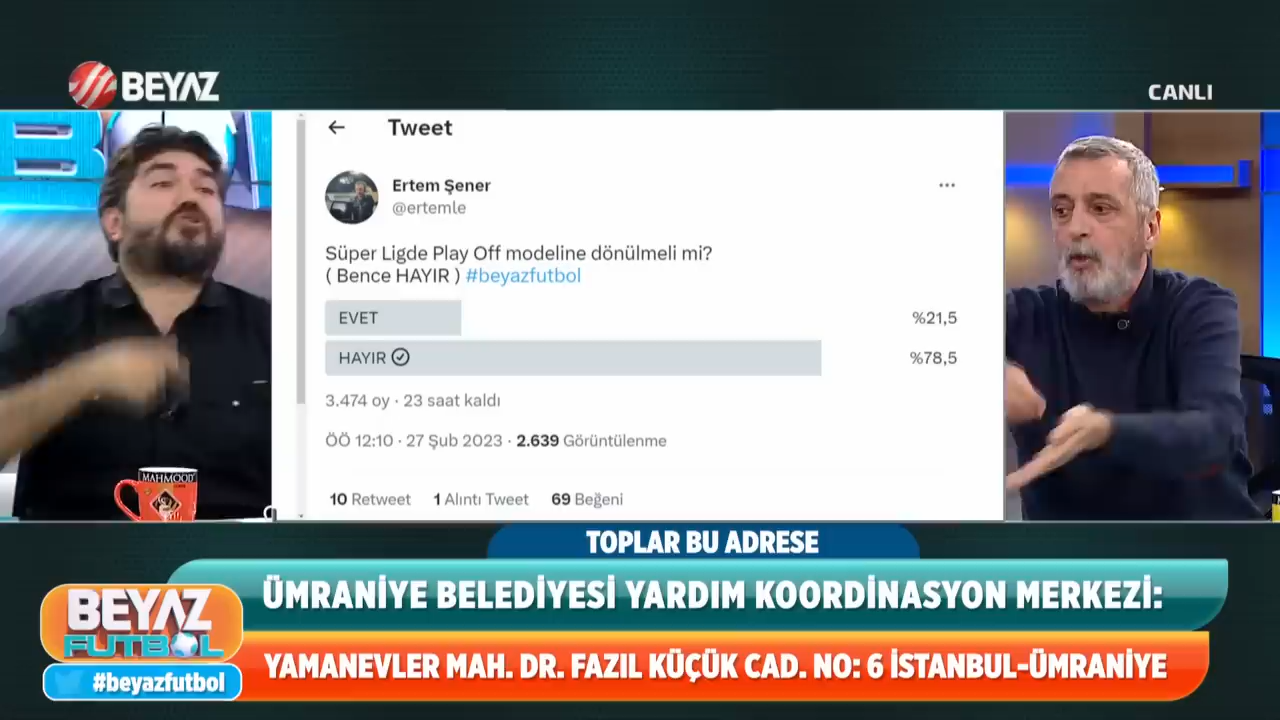 BEYAZ
CANLI
← Tweet
Ertem Şener
@ertemle
Süper Ligde Play Off modeline dönülmeli mi?
( Bence HAYIR ) #beyazfutbol
EVET %21,5
HAYIR %78,5
3.474 oy · 23 saat kaldı
ÖÖ 12:10 · 27 Şub 2023 · 2.639 Görüntülenme
10 Retweet 1 Alıntı Tweet 69 Beğeni
MAHMOOD
TOPLAR BU ADRESE
ÜMRANİYE BELEDİYESİ YARDIM KOORDİNASYON MERKEZİ:
YAMANEVLER MAH. DR. FAZIL KÜÇÜK CAD. NO: 6 İSTANBUL-ÜMRANİYE
BEYAZ
FUTBOL
#beyazfutbol